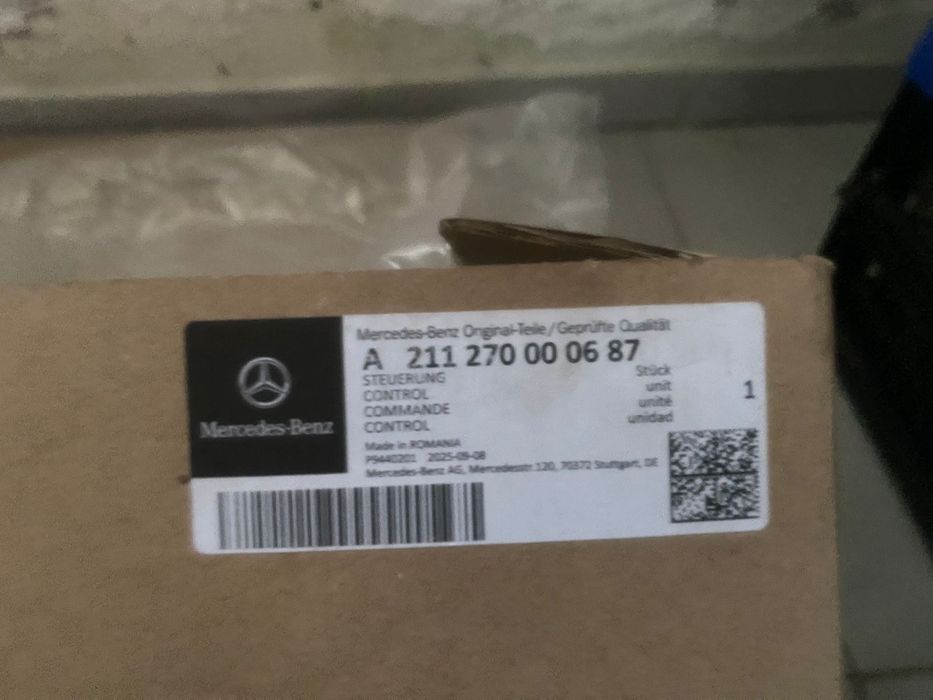 Mercedes-Benz
Mercedes-Benz Original-Teile/Geprüfte Qualität
A 211 270 00 06 87
STEUERUNG
CONTROL
COMMANDE
CONTROL
Stück
unit
unité
unidad
1
Made in ROMANIA
P9440201 2025-09-08
Mercedes-Benz AG, Mercedesstr.120, 70372 Stuttgart, DE